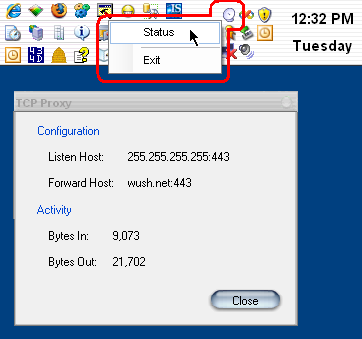 12:32 PM
Tuesday
Status
Exit
TCP Proxy
Configuration
Listen Host: 255.255.255.255:443
Forward Host: wush.net:443
Activity
Bytes In: 9,073
Bytes Out: 21,702
Close